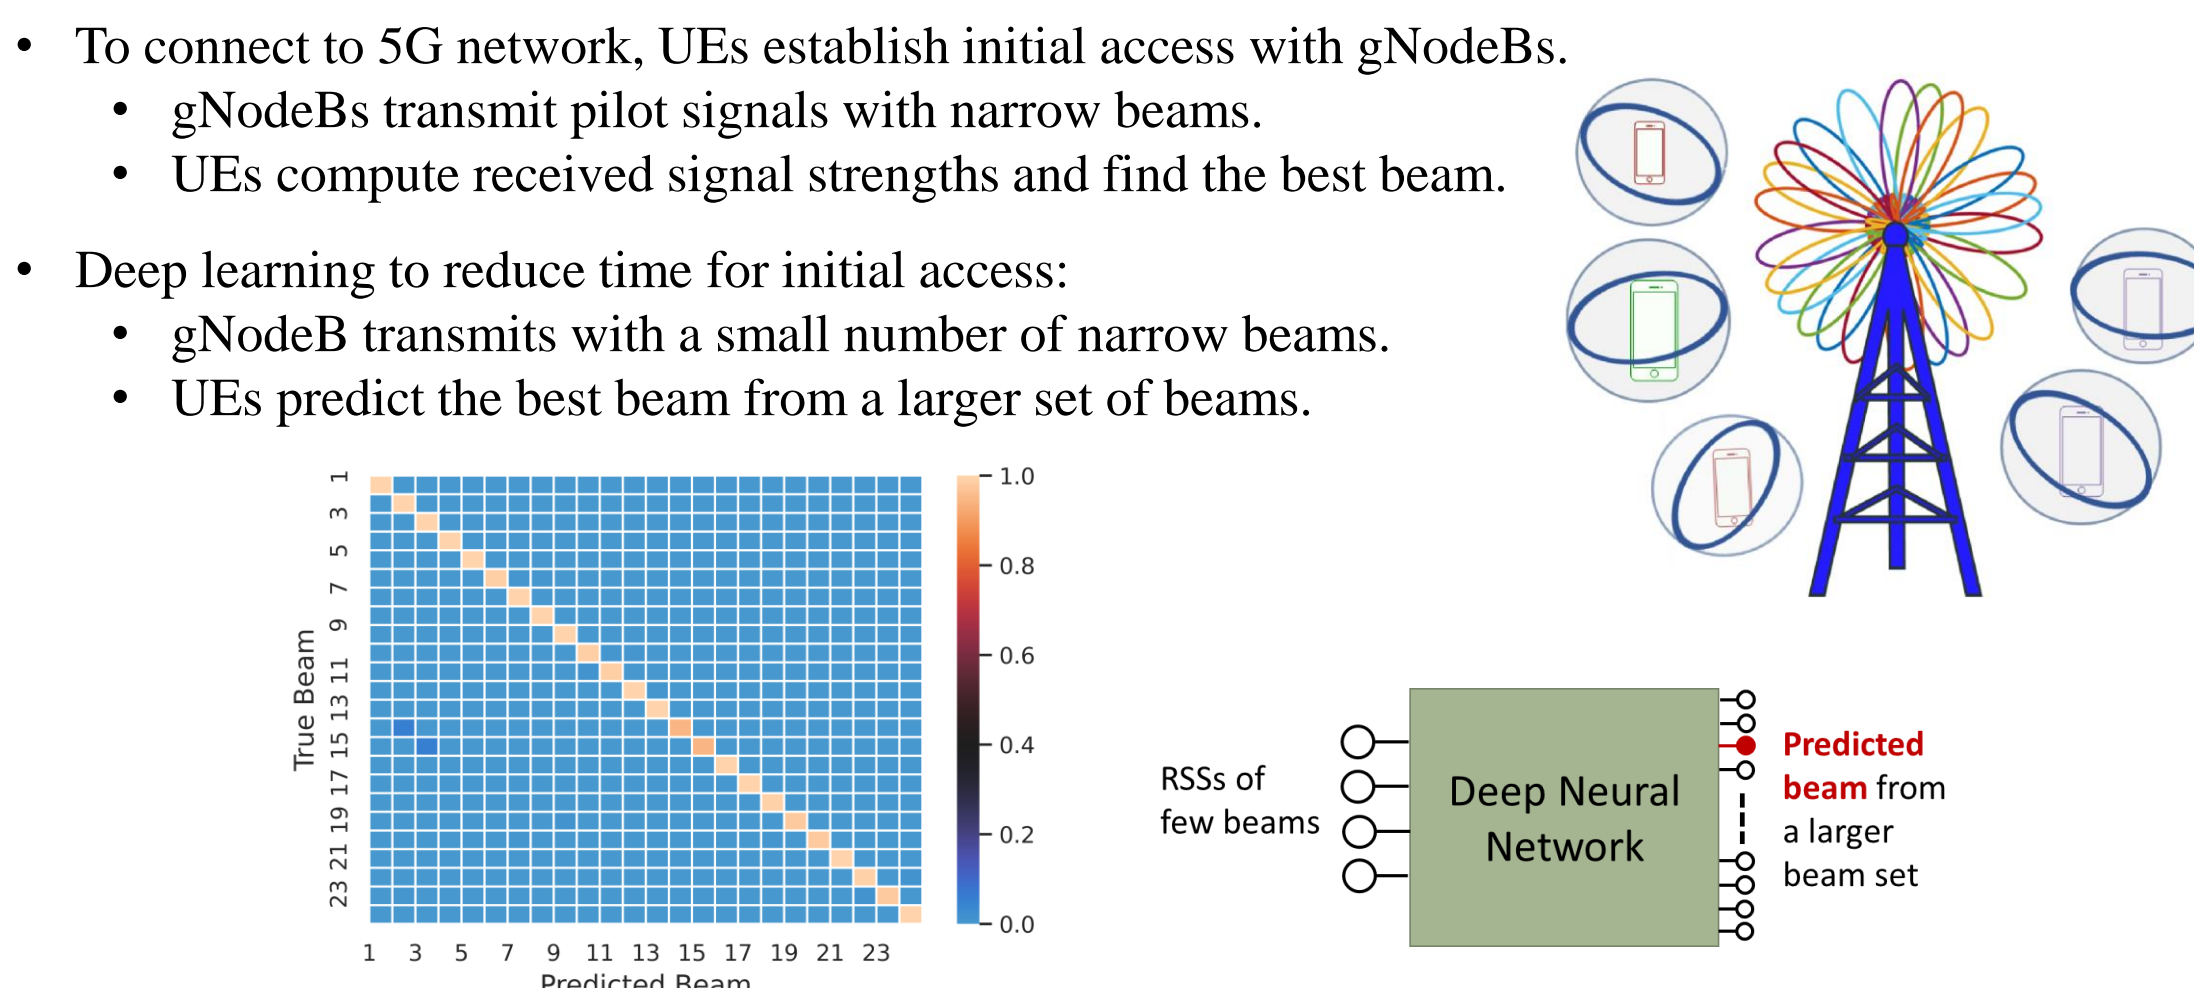 • To connect to 5G network, UEs establish initial access with gNodeBs.
• gNodeBs transmit pilot signals with narrow beams.
• UEs compute received signal strengths and find the best beam.
• Deep learning to reduce time for initial access:
• gNodeB transmits with a small number of narrow beams.
• UEs predict the best beam from a larger set of beams.
True Beam
1
3
5
7
9
11
13
15
17
19
21
23
1 3 5 7 9 11 13 15 17 19 21 23
Predicted Beam
1.0
0.8
0.6
0.4
0.2
0.0
RSSs of
few beams
Deep Neural
Network
Predicted
beam from
a larger
beam set